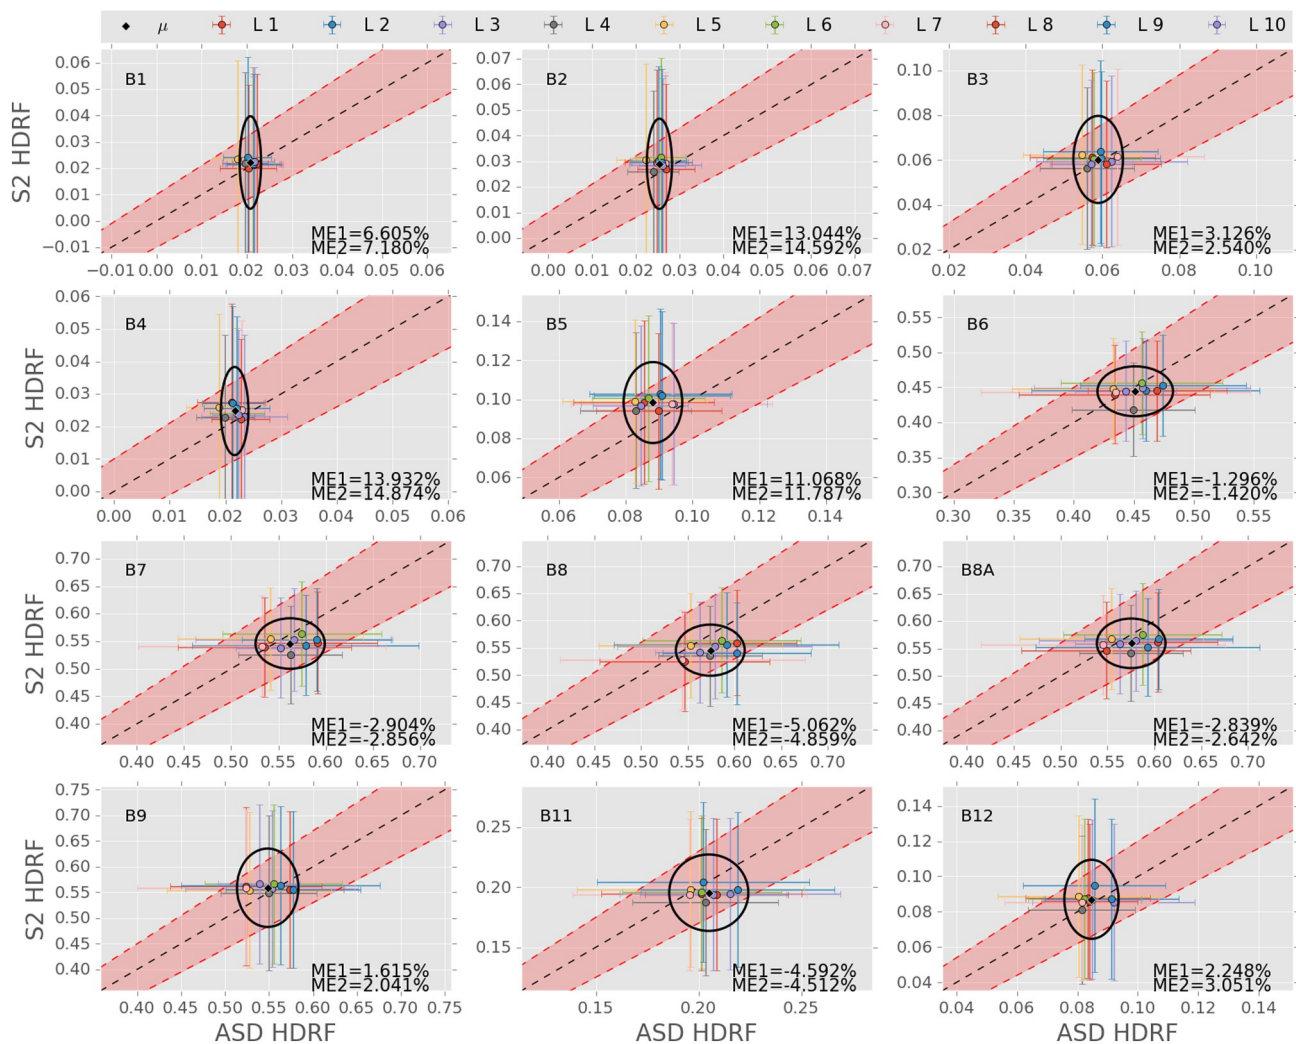 μ L 1 L 2 L 3 L 4 L 5 L 6 L 7 L 8 L 9 L 10
S2 HDRF
B1
0.06
0.05
0.04
0.03
0.02
0.01
0.00
−0.01
ME1=6.605%
ME2=7.180%
−0.01 0.00 0.01 0.02 0.03 0.04 0.05 0.06
B2
0.07
0.06
0.05
0.04
0.03
0.02
0.01
0.00
ME1=13.044%
ME2=14.592%
0.00 0.01 0.02 0.03 0.04 0.05 0.06 0.07
B3
0.10
0.08
0.06
0.04
0.02
ME1=3.126%
ME2=2.540%
0.02 0.04 0.06 0.08 0.10
S2 HDRF
B4
0.06
0.05
0.04
0.03
0.02
0.01
0.00
ME1=13.932%
ME2=14.874%
0.00 0.01 0.02 0.03 0.04 0.05 0.06
B5
0.14
0.12
0.10
0.08
0.06
ME1=11.068%
ME2=11.787%
0.06 0.08 0.10 0.12 0.14
B6
0.55
0.50
0.45
0.40
0.35
0.30
ME1=-1.296%
ME2=-1.420%
0.30 0.35 0.40 0.45 0.50 0.55
S2 HDRF
B7
0.70
0.65
0.60
0.55
0.50
0.45
0.40
ME1=-2.904%
ME2=-2.856%
0.40 0.45 0.50 0.55 0.60 0.65 0.70
B8
0.70
0.65
0.60
0.55
0.50
0.45
0.40
ME1=-5.062%
ME2=-4.859%
0.40 0.45 0.50 0.55 0.60 0.65 0.70
B8A
0.70
0.65
0.60
0.55
0.50
0.45
0.40
ME1=-2.839%
ME2=-2.642%
0.40 0.45 0.50 0.55 0.60 0.65 0.70
S2 HDRF
B9
0.75
0.70
0.65
0.60
0.55
0.50
0.45
0.40
ME1=1.615%
ME2=2.041%
0.40 0.45 0.50 0.55 0.60 0.65 0.70 0.75
ASD HDRF
B11
0.25
0.20
0.15
ME1=-4.592%
ME2=-4.512%
0.15 0.20 0.25
ASD HDRF
B12
0.14
0.12
0.10
0.08
0.06
0.04
ME1=2.248%
ME2=3.051%
0.04 0.06 0.08 0.10 0.12 0.14
ASD HDRF